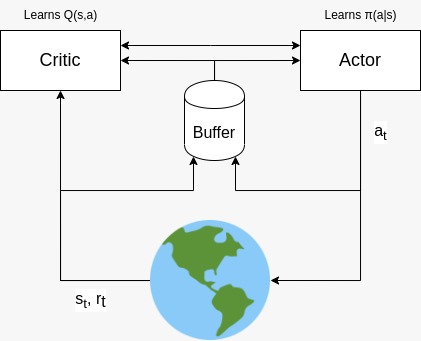 Learns Q(s,a)
Learns π(a|s)
Critic
Actor
Buffer
aₜ
sₜ, rₜ